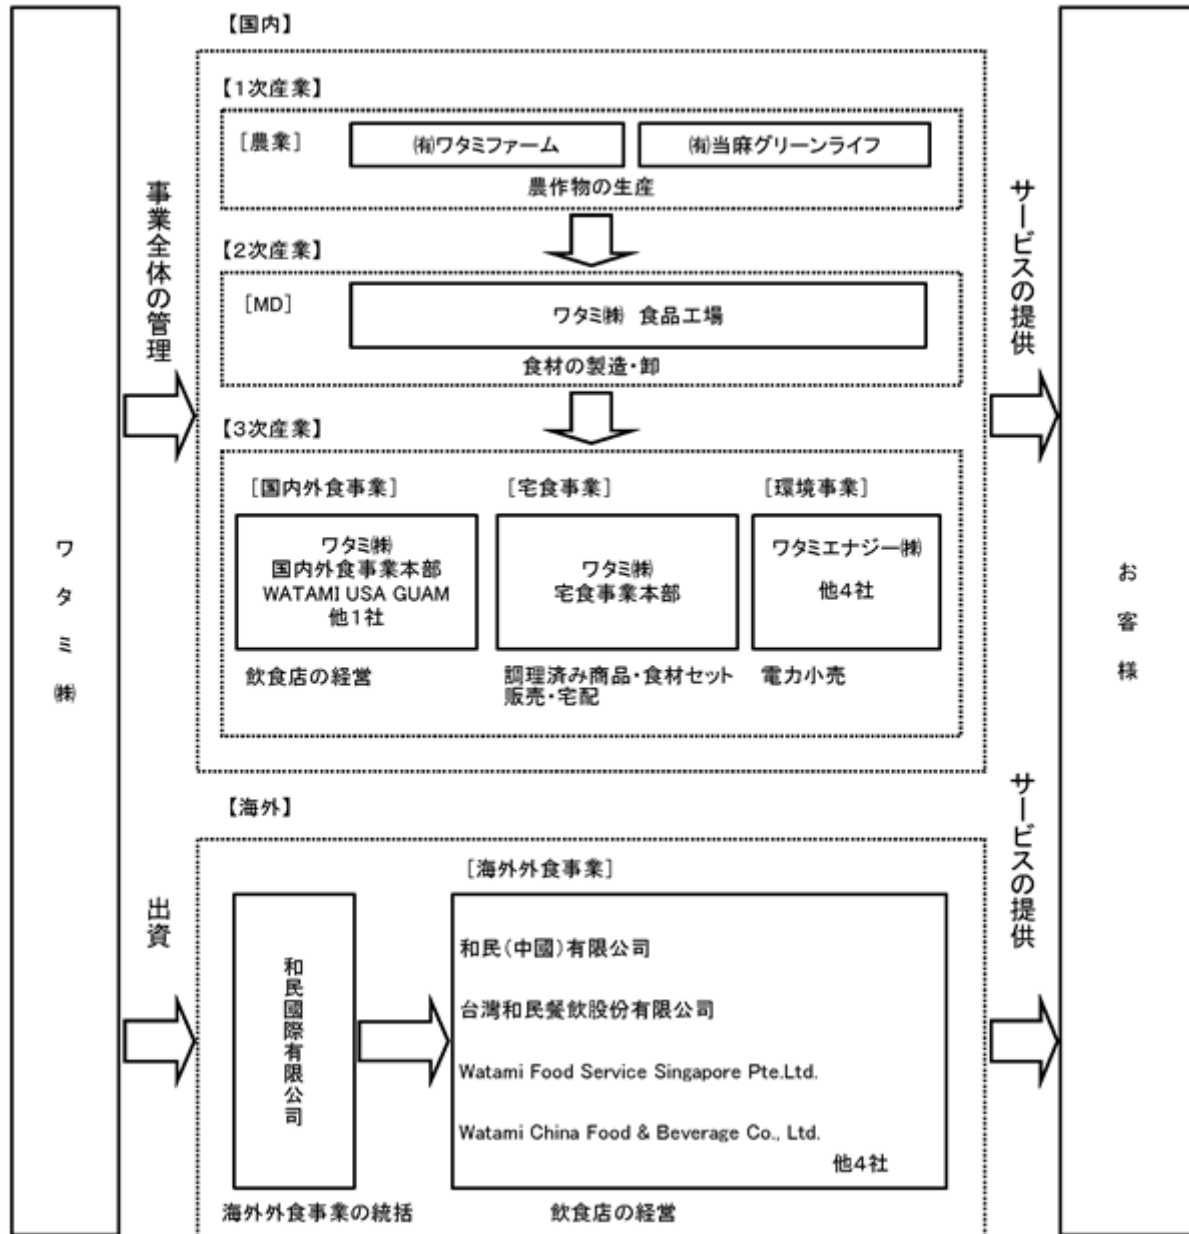 【国内】
【1次産業】
[農業]
㈲ワタミファーム
㈲当麻グリーンライフ
農作物の生産
【2次産業】
[MD]
ワタミ㈱ 食品工場
食材の製造・卸
【3次産業】
[国内外食事業]
[宅食事業]
[環境事業]
ワタミ㈱
国内外食事業本部
WATAMI USA GUAM
他1社
ワタミ㈱
宅食事業本部
ワタミエナジー㈱
他4社
飲食店の経営
調理済み商品・食材セット
販売・宅配
電力小売
ワタミ㈱
事業全体の管理
サービスの提供
お客様
【海外】
出資
[海外外食事業]
和民國際有限公司
和民(中國)有限公司
台灣和民餐飲股份有限公司
Watami Food Service Singapore Pte.Ltd.
Watami China Food & Beverage Co., Ltd.
他4社
海外外食事業の統括
飲食店の経営
サービスの提供